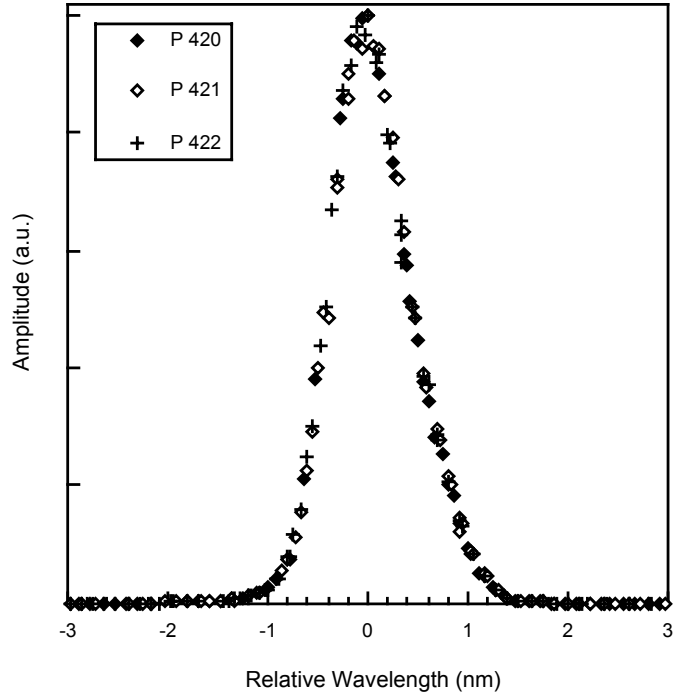 P 420
P 421
P 422
Amplitude (a.u.)
-3 -2 -1 0 1 2 3
Relative Wavelength (nm)